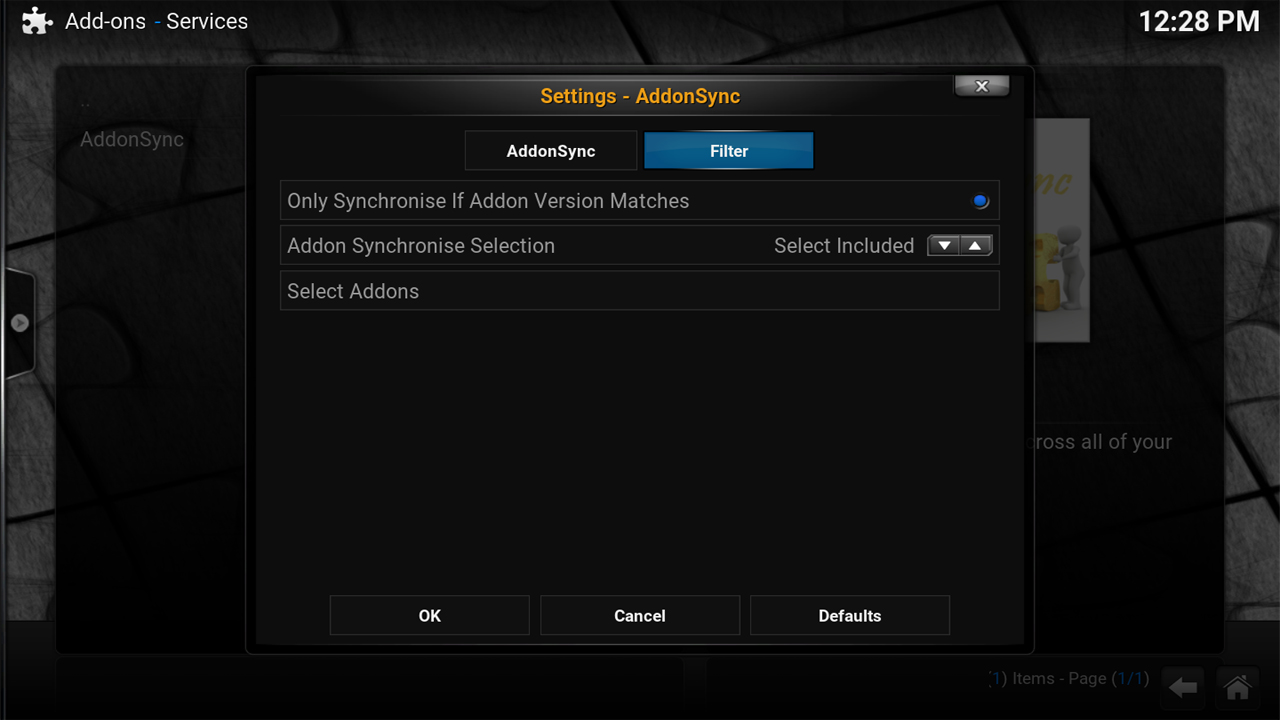 Add-ons - Services
12:28 PM
..
AddonSync
Settings - AddonSync
AddonSync
Filter
Only Synchronise If Addon Version Matches
Addon Synchronise Selection
Select Included
Select Addons
cross all of your
OK
Cancel
Defaults
(1) Items - Page (1/1)